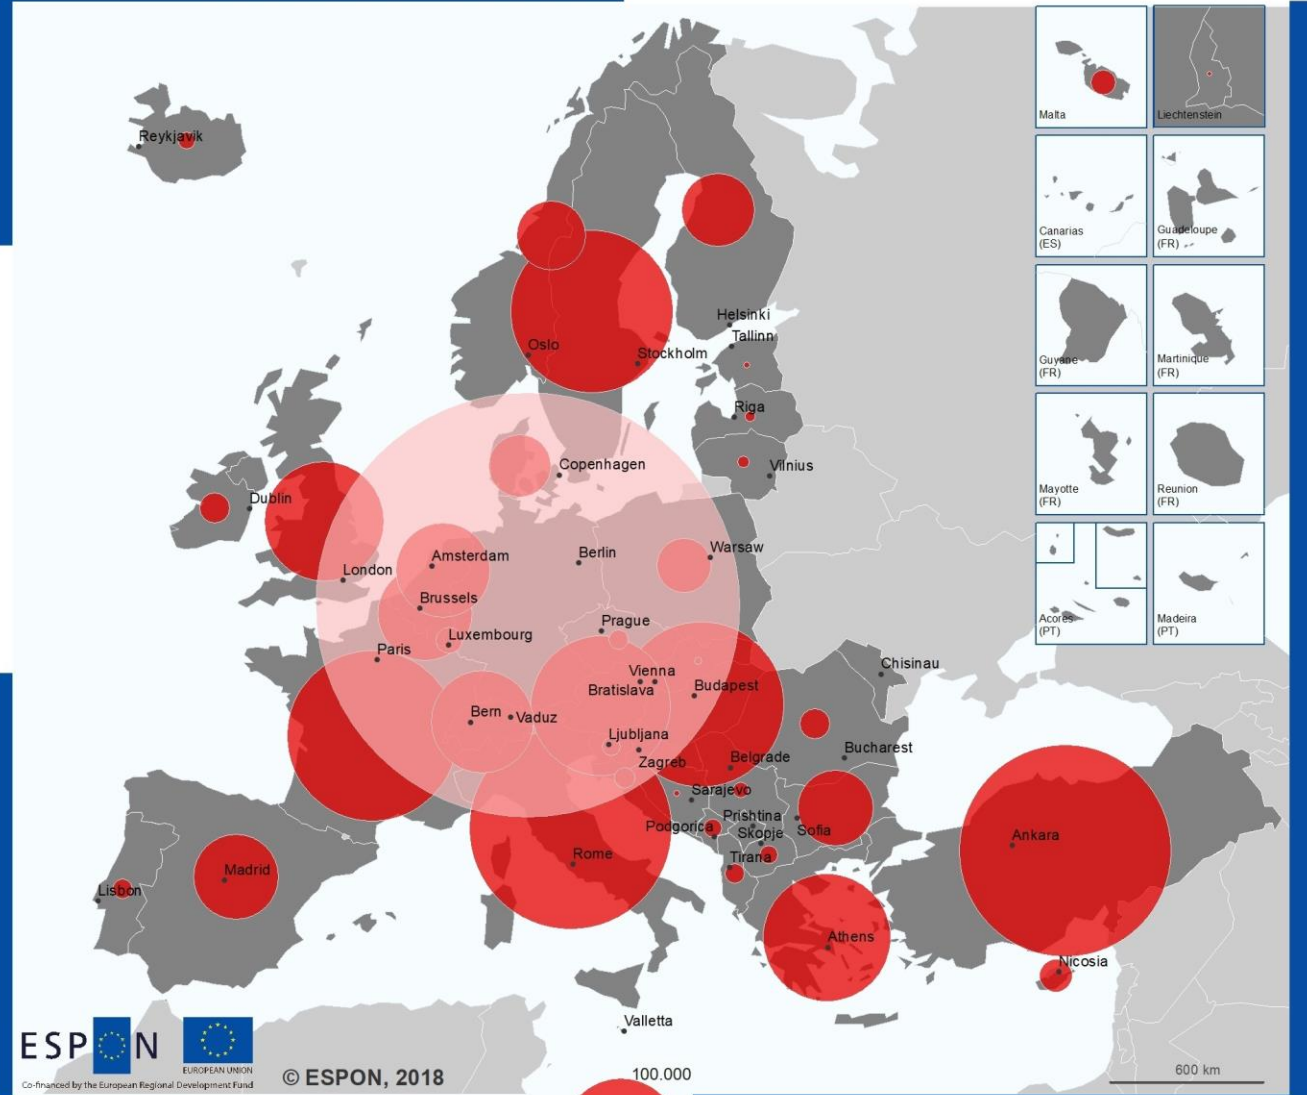 Malta
Liechtenstein
Reykjavik
Canarias
(ES)
Guadeloupe
(FR)
Helsinki
Tallinn
Oslo
Stockholm
Guyane
(FR)
Martinique
(FR)
Riga
Copenhagen
Vilnius
Dublin
Mayotte
(FR)
Reunion
(FR)
Amsterdam
Berlin
Warsaw
London
Brussels
Prague
Luxembourg
Acores
(PT)
Madeira
(PT)
Paris
Chisinau
Vienna
Bratislava
Budapest
Bern
Vaduz
Ljubljana
Zagreb
Belgrade
Bucharest
Sarajevo
Prishtina
Podgorica
Skopje
Sofia
Ankara
Tirana
Rome
Madrid
Lisbon
Athens
Nicosia
Valletta
ESPON
EUROPEAN UNION
Co-financed by the European Regional Development Fund
© ESPON, 2018
100.000
600 km